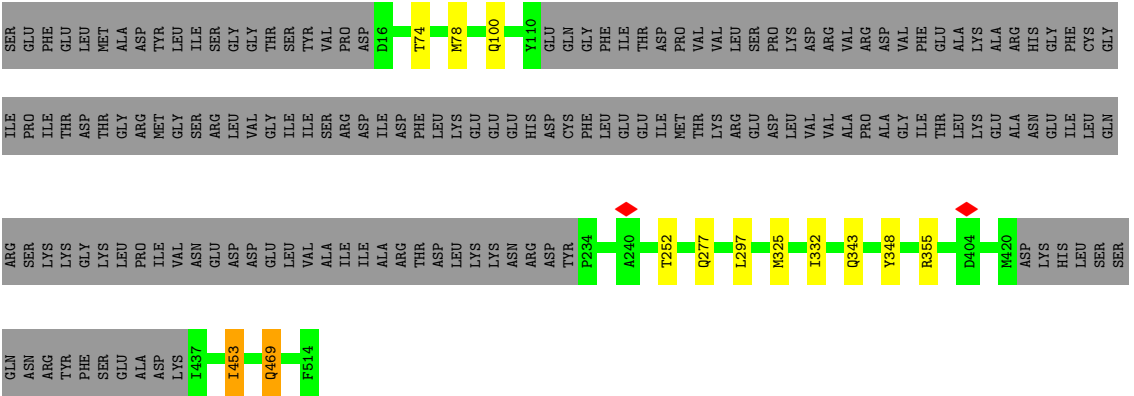 SER GLU PHE GLU LEU MET ALA ASP TYR LEU ILE SER GLY GLY THR SER TYR VAL PRO ASP D16 T74 M78 Q100 Y110 GLU GLN GLY PHE ILE THR ASP PRO VAL VAL LEU SER PRO LYS ASP ARG VAL ARG ASP VAL PHE GLU ALA LYS ALA ARG HIS GLY PHE CYS GLY
ILE PRO ILE THR ASP THR GLY ARG MET GLY SER ARG LEU VAL GLY ILE ILE SER ARG ASP ILE ASP PHE LEU LYS GLU GLU GLU HIS ASP CYS PHE LEU GLU GLU ILE MET THR LYS ARG GLU ASP LEU VAL VAL ALA PRO ALA GLY ILE THR LEU LYS GLU ALA ASN GLU ILE LEU GLN
ARG SER LYS LYS GLY LYS LEU PRO ILE VAL ASN GLU ASP ASP GLU LEU VAL ALA ILE ILE ALA ARG THR ASP LEU LYS LYS ASN ARG ASP TYR P234 A240 T252 Q277 L297 M325 I332 Q343 Y348 R355 D404 M420 ASP LYS HIS LEU SER SER
GLN ASN ARG TYR PHE SER GLU ALA ASP LYS I437 I453 Q469 F514